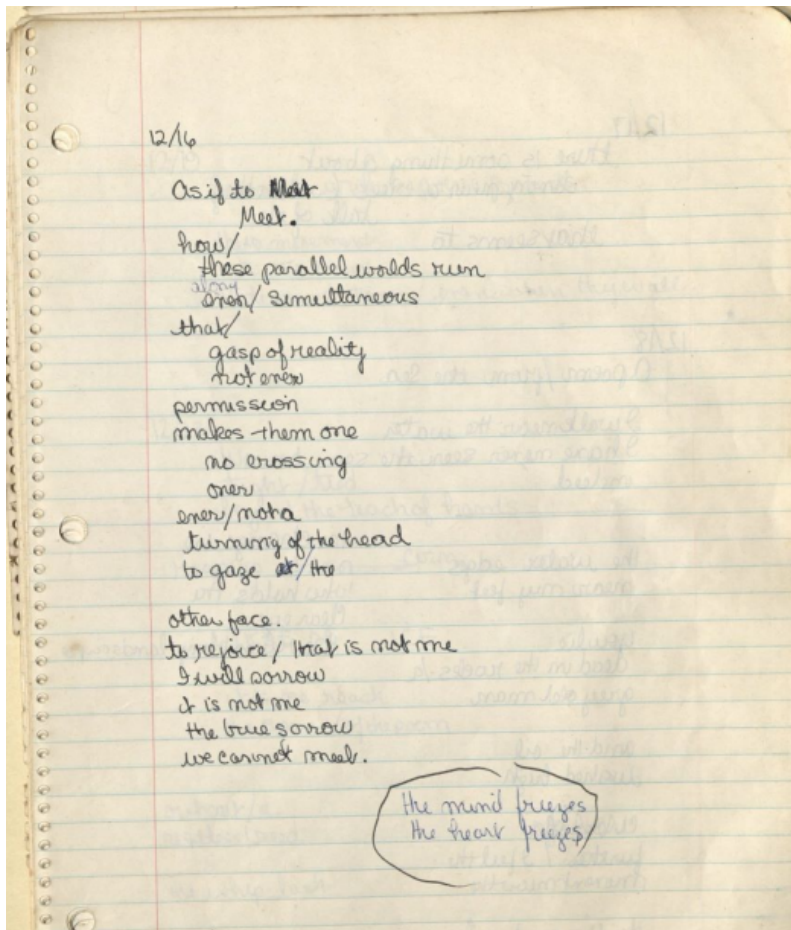 12/16
As if to
Meet.
how/
these parallel worlds run
along
even/ simultaneous
that/
gasp of reality
not even
permission
makes them one
no crossing
over
ever/not a
turning of the head
to gaze at/the
other face.
to rejoice/that is not me
I will sorrow
it is not me
the true sorrow
we cannot meet.
the mind freezes
the heart freezes